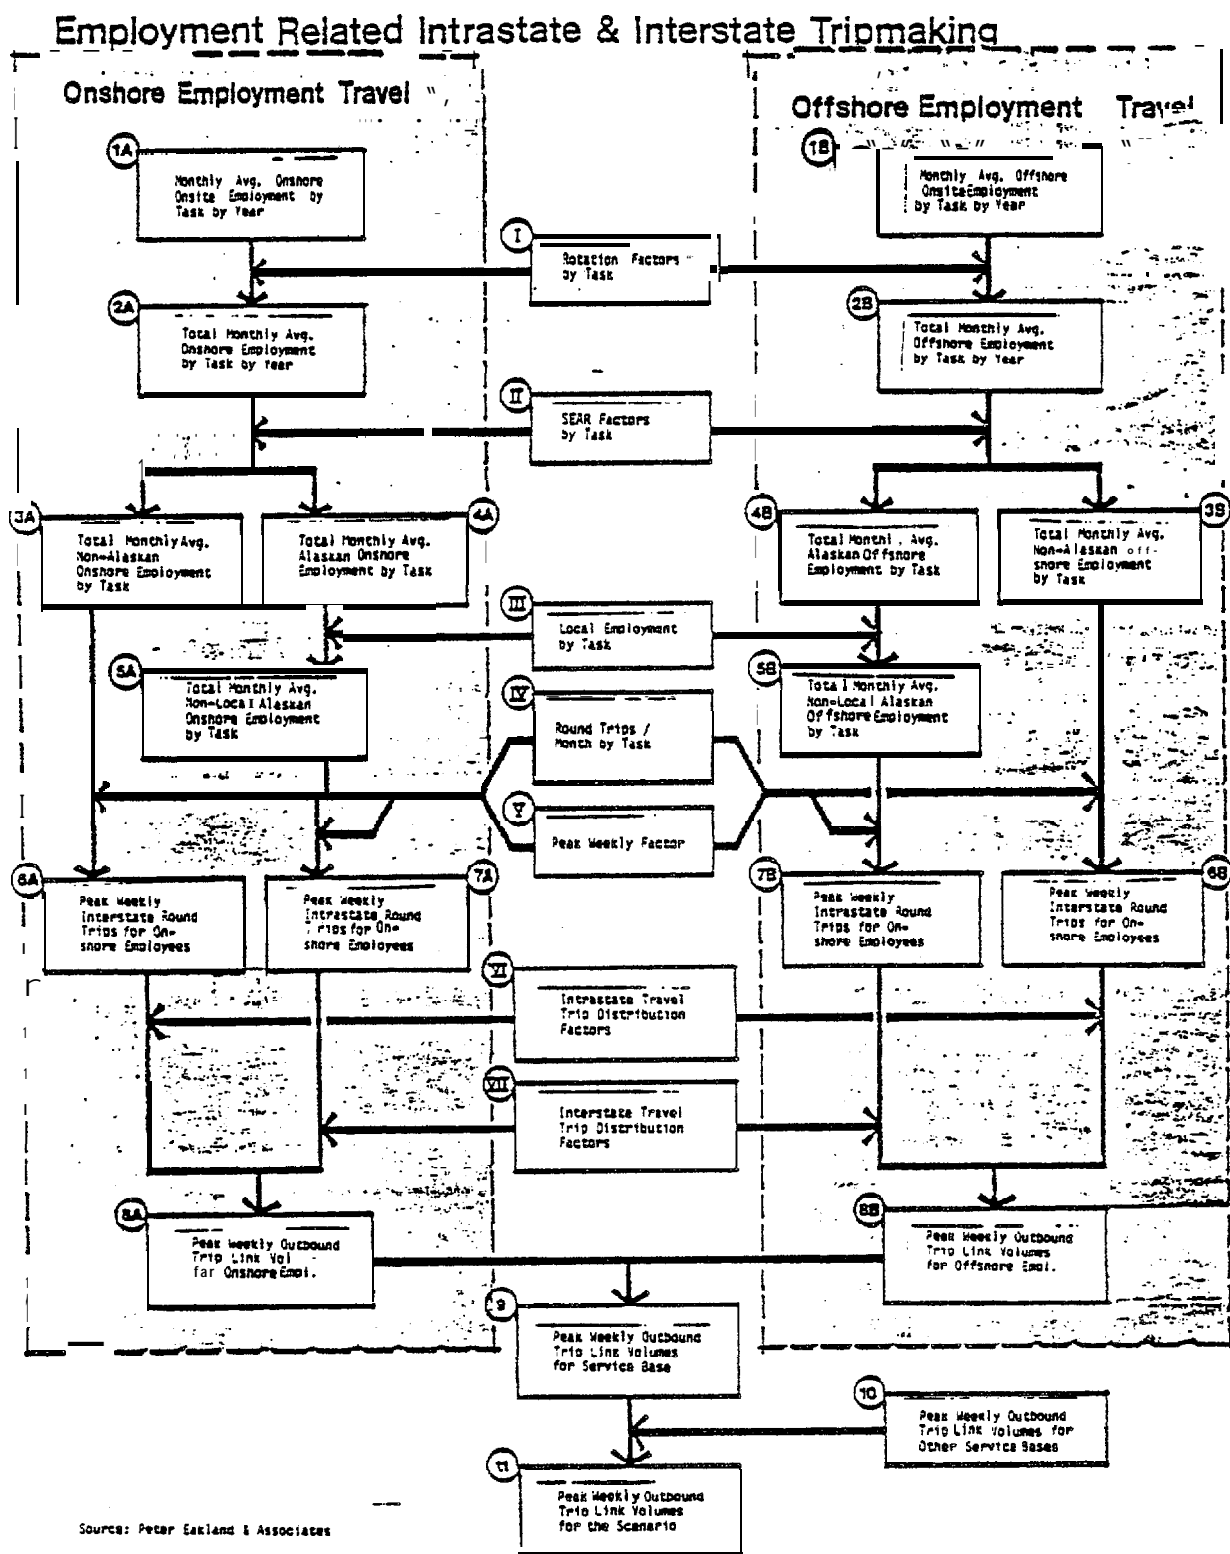 Employment Related Intrastate & Interstate Tripmaking
Onshore Employment Travel
Offshore Employment Travel
1A
Monthly Avg. Onshore
Onsite Employment by
Task by Year
1B
Monthly Avg. Offshore
Onsite Employment
by Task by Year
I
Rotation Factors
by Task
2A
Total Monthly Avg.
Onshore Employment
by Task by Year
2B
Total Monthly Avg.
Offshore Employment
by Task by Year
II
SEAR Factors
by Task
3A
Total Monthly Avg.
Non-Alaskan
Onshore Employment
by Task
4A
Total Monthly Avg.
Alaskan Onshore
Employment by Task
4B
Total Monthl. Avg.
Alaskan Offshore
Employment by Task
3B
Total Monthly Avg.
Non-Alaskan off-
shore Employment
by Task
III
Local Employment
by Task
5A
Total Monthly Avg.
Non-Local Alaskan
Onshore Employment
by Task
5B
Total Monthly Avg.
Non-Local Alaskan
Offshore Employment
by Task
IV
Round Trips /
Month by Task
V
Peak Weekly Factor
6A
Peak Weekly
Interstate Round
Trips for On-
shore Employees
7A
Peak Weekly
Intrastate Round
Trips for On-
shore Employees
7B
Peak Weekly
Intrastate Round
Trips for On-
shore Employees
6B
Peak Weekly
Interstate Round
Trips for On-
shore Employees
VI
Intrastate Travel
Trip Distribution
Factors
VII
Interstate Travel
Trip Distribution
Factors
8A
Peak Weekly Outbound
Trip Link Vol
for Onshore Empl.
8B
Peak Weekly Outbound
Trip Link Volumes
for Offshore Empl.
9
Peak Weekly Outbound
Trip Link Volumes
for Service Base
10
Peak Weekly Outbound
Trip Link Volumes for
Other Service Bases
11
Peak Weekly Outbound
Trip Link Volumes
for the Scenario
Source: Peter Eakland & Associates